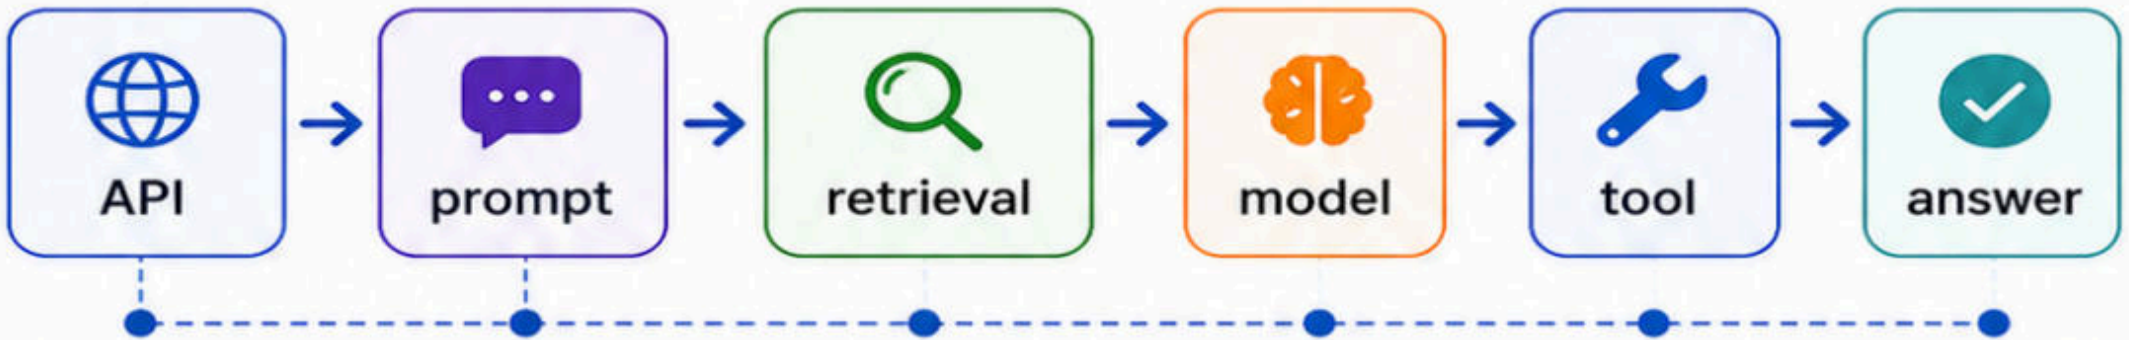 API
prompt
retrieval
model
tool
answer